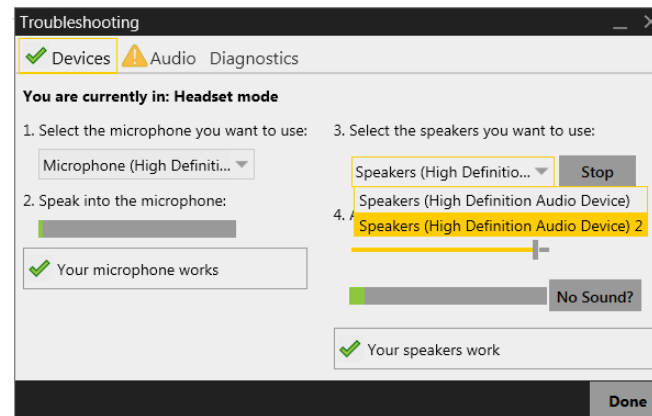 Troubleshooting
Devices Audio Diagnostics
You are currently in: Headset mode
1. Select the microphone you want to use:
Microphone (High Definiti...
2. Speak into the microphone:
Your microphone works
3. Select the speakers you want to use:
Speakers (High Definitio... Stop
Speakers (High Definition Audio Device)
Speakers (High Definition Audio Device) 2
4.
No Sound?
Your speakers work
Done